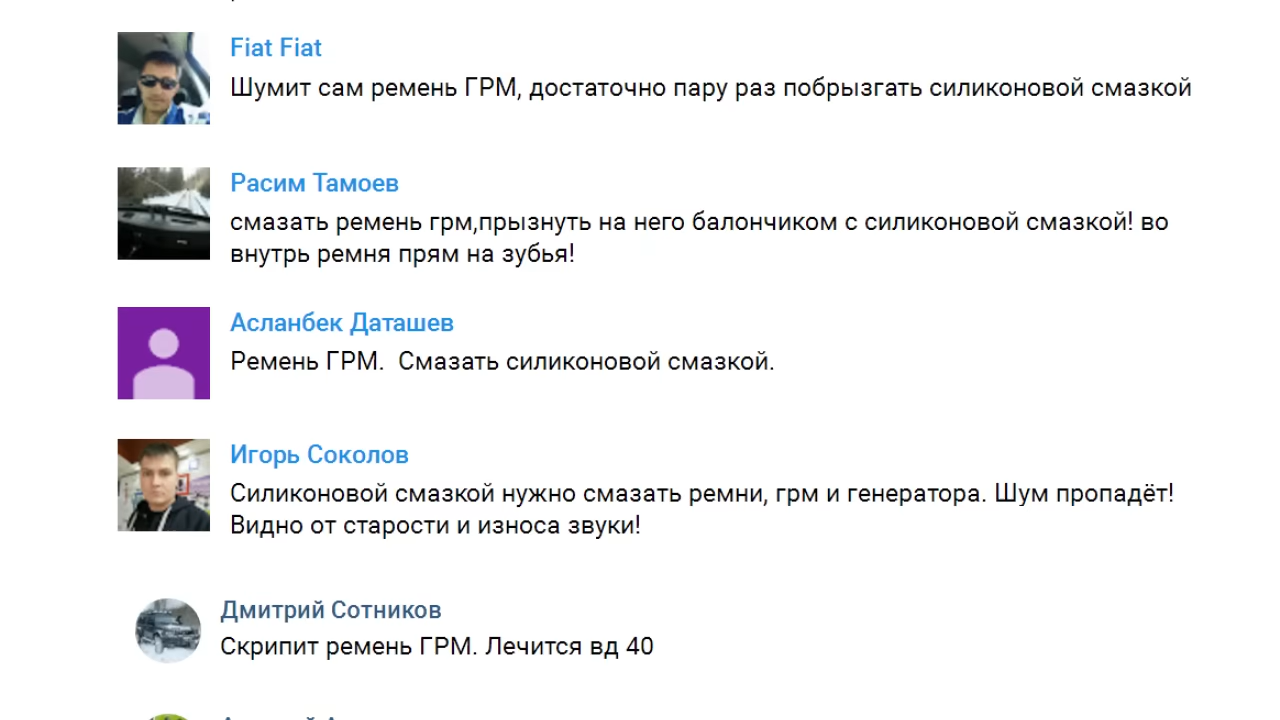 Fiat Fiat
Шумит сам ремень ГРМ, достаточно пару раз побрызгать силиконовой смазкой
Расим Тамоев
смазать ремень грм,прызнуть на него балончиком с силиконовой смазкой! во
внутрь ремня прям на зубья!
Асланбек Даташев
Ремень ГРМ.  Смазать силиконовой смазкой.
Игорь Соколов
Силиконовой смазкой нужно смазать ремни, грм и генератора. Шум пропадёт!
Видно от старости и износа звуки!
Дмитрий Сотников
Скрипит ремень ГРМ. Лечится вд 40